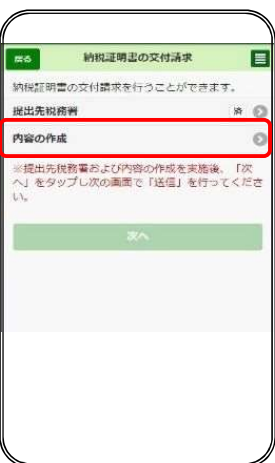 戻る 納税証明書の交付請求
納税証明書の交付請求を行うことができます。
提出先税務署 済
内容の作成
※提出先税務署および内容の作成を実施後、「次
へ」をタップし次の画面で「送信」を行ってくださ
い。
次へ